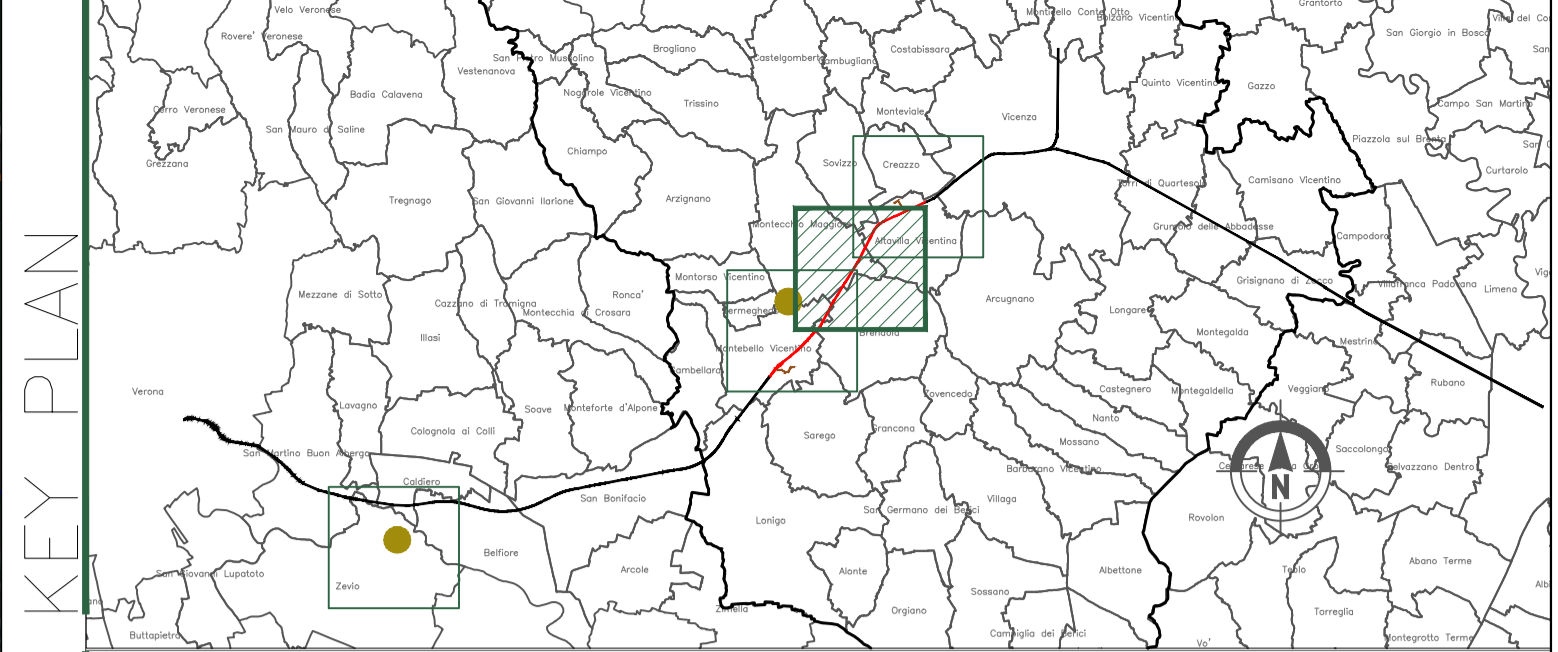 KEY PLAN
Velo Veronese
Rovere' Veronese
San Pietro Mussolino
Vestenanova
Brogliano
Castelgomberto
Gambugliano
Costabissara
Monticello Conte Otto
Bolzano Vicentin
Grantorto
San Giorgio in Bosco
Cerro Veronese
Badia Calavena
Nogarole Vicentino
Trissino
Monteviale
Vicenza
Quinto Vicentino
Gazzo
Campo San Martino
San Mauro di Saline
Piazzola sul Brenta
Grezzana
Chiampo
Sovizzo
Creazzo
Curtarolo
Torri di Quartesolo
Camisano Vicentino
Tregnago
San Giovanni Ilarione
Arzignano
Montecchio Maggiore
Altavilla Vicentina
Grumolo delle Abbadesse
Campodoro
Montorso Vicentino
Mezzane di Sotto
Cazzano di Tramigna
Ronca'
Montecchia di Crosara
Zermeghedo
Arcugnano
Longare
Grisignano di Zocco
Villafranca Padovana
Limena
Illasi
Montebello Vicentino
Brendola
Montegalda
Mestrino
Gambellara
Verona
Lavagno
Soave
Monteforte d'Alpone
Zovencedo
Castegnero
Montegaldella
Veggiano
Rubano
Colognola ai Colli
Sarego
Grancona
Nanto
Mossano
Saccolongo
San Martino Buon Albergo
Barbarano Vicentino
Selvazzano Dentro
Caldiero
San Bonifacio
Villaga
N
Lonigo
San Germano dei Berici
Rovolon
Belfiore
San Giovanni Lupatoto
Zevio
Arcole
Alonte
Sossano
Albettone
Teolo
Abano Terme
Zimella
Orgiano
Torreglia
Buttapietra
Campiglia dei Berici
Vo'
Montegrotto Terme